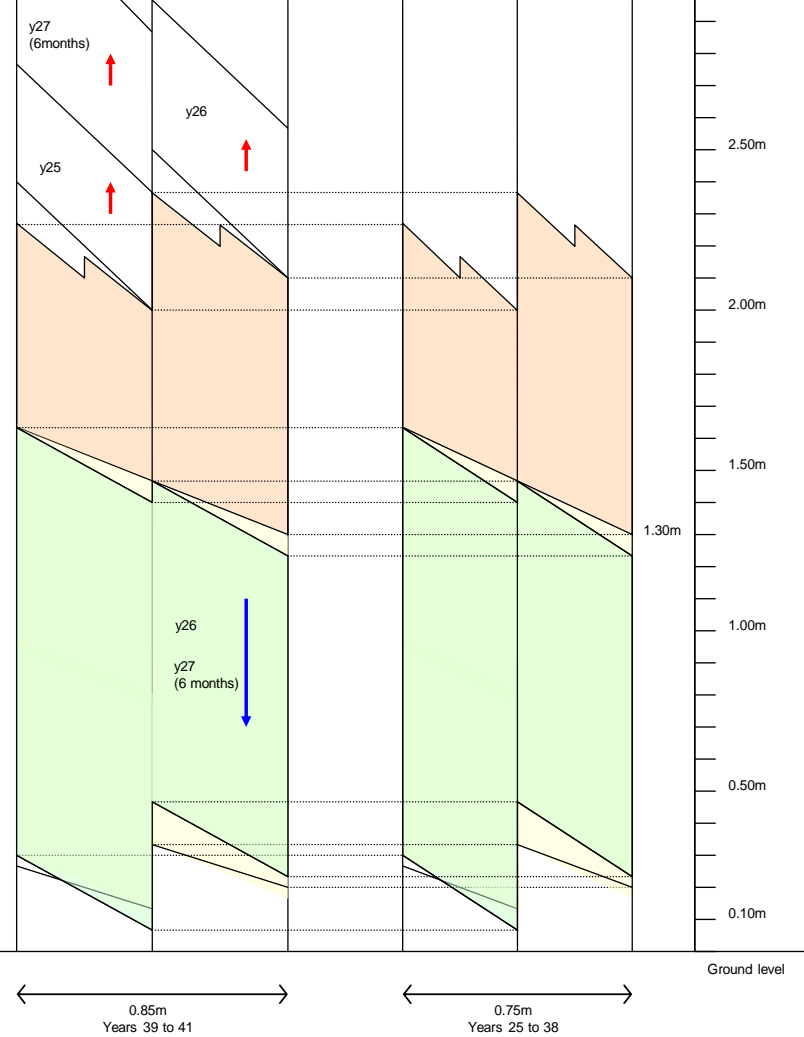 y27
(6months)
y26
y25
2.50m
2.00m
1.50m
1.30m
y26
1.00m
y27
(6 months)
0.50m
0.10m
Ground level
0.85m
Years 39 to 41
0.75m
Years 25 to 38